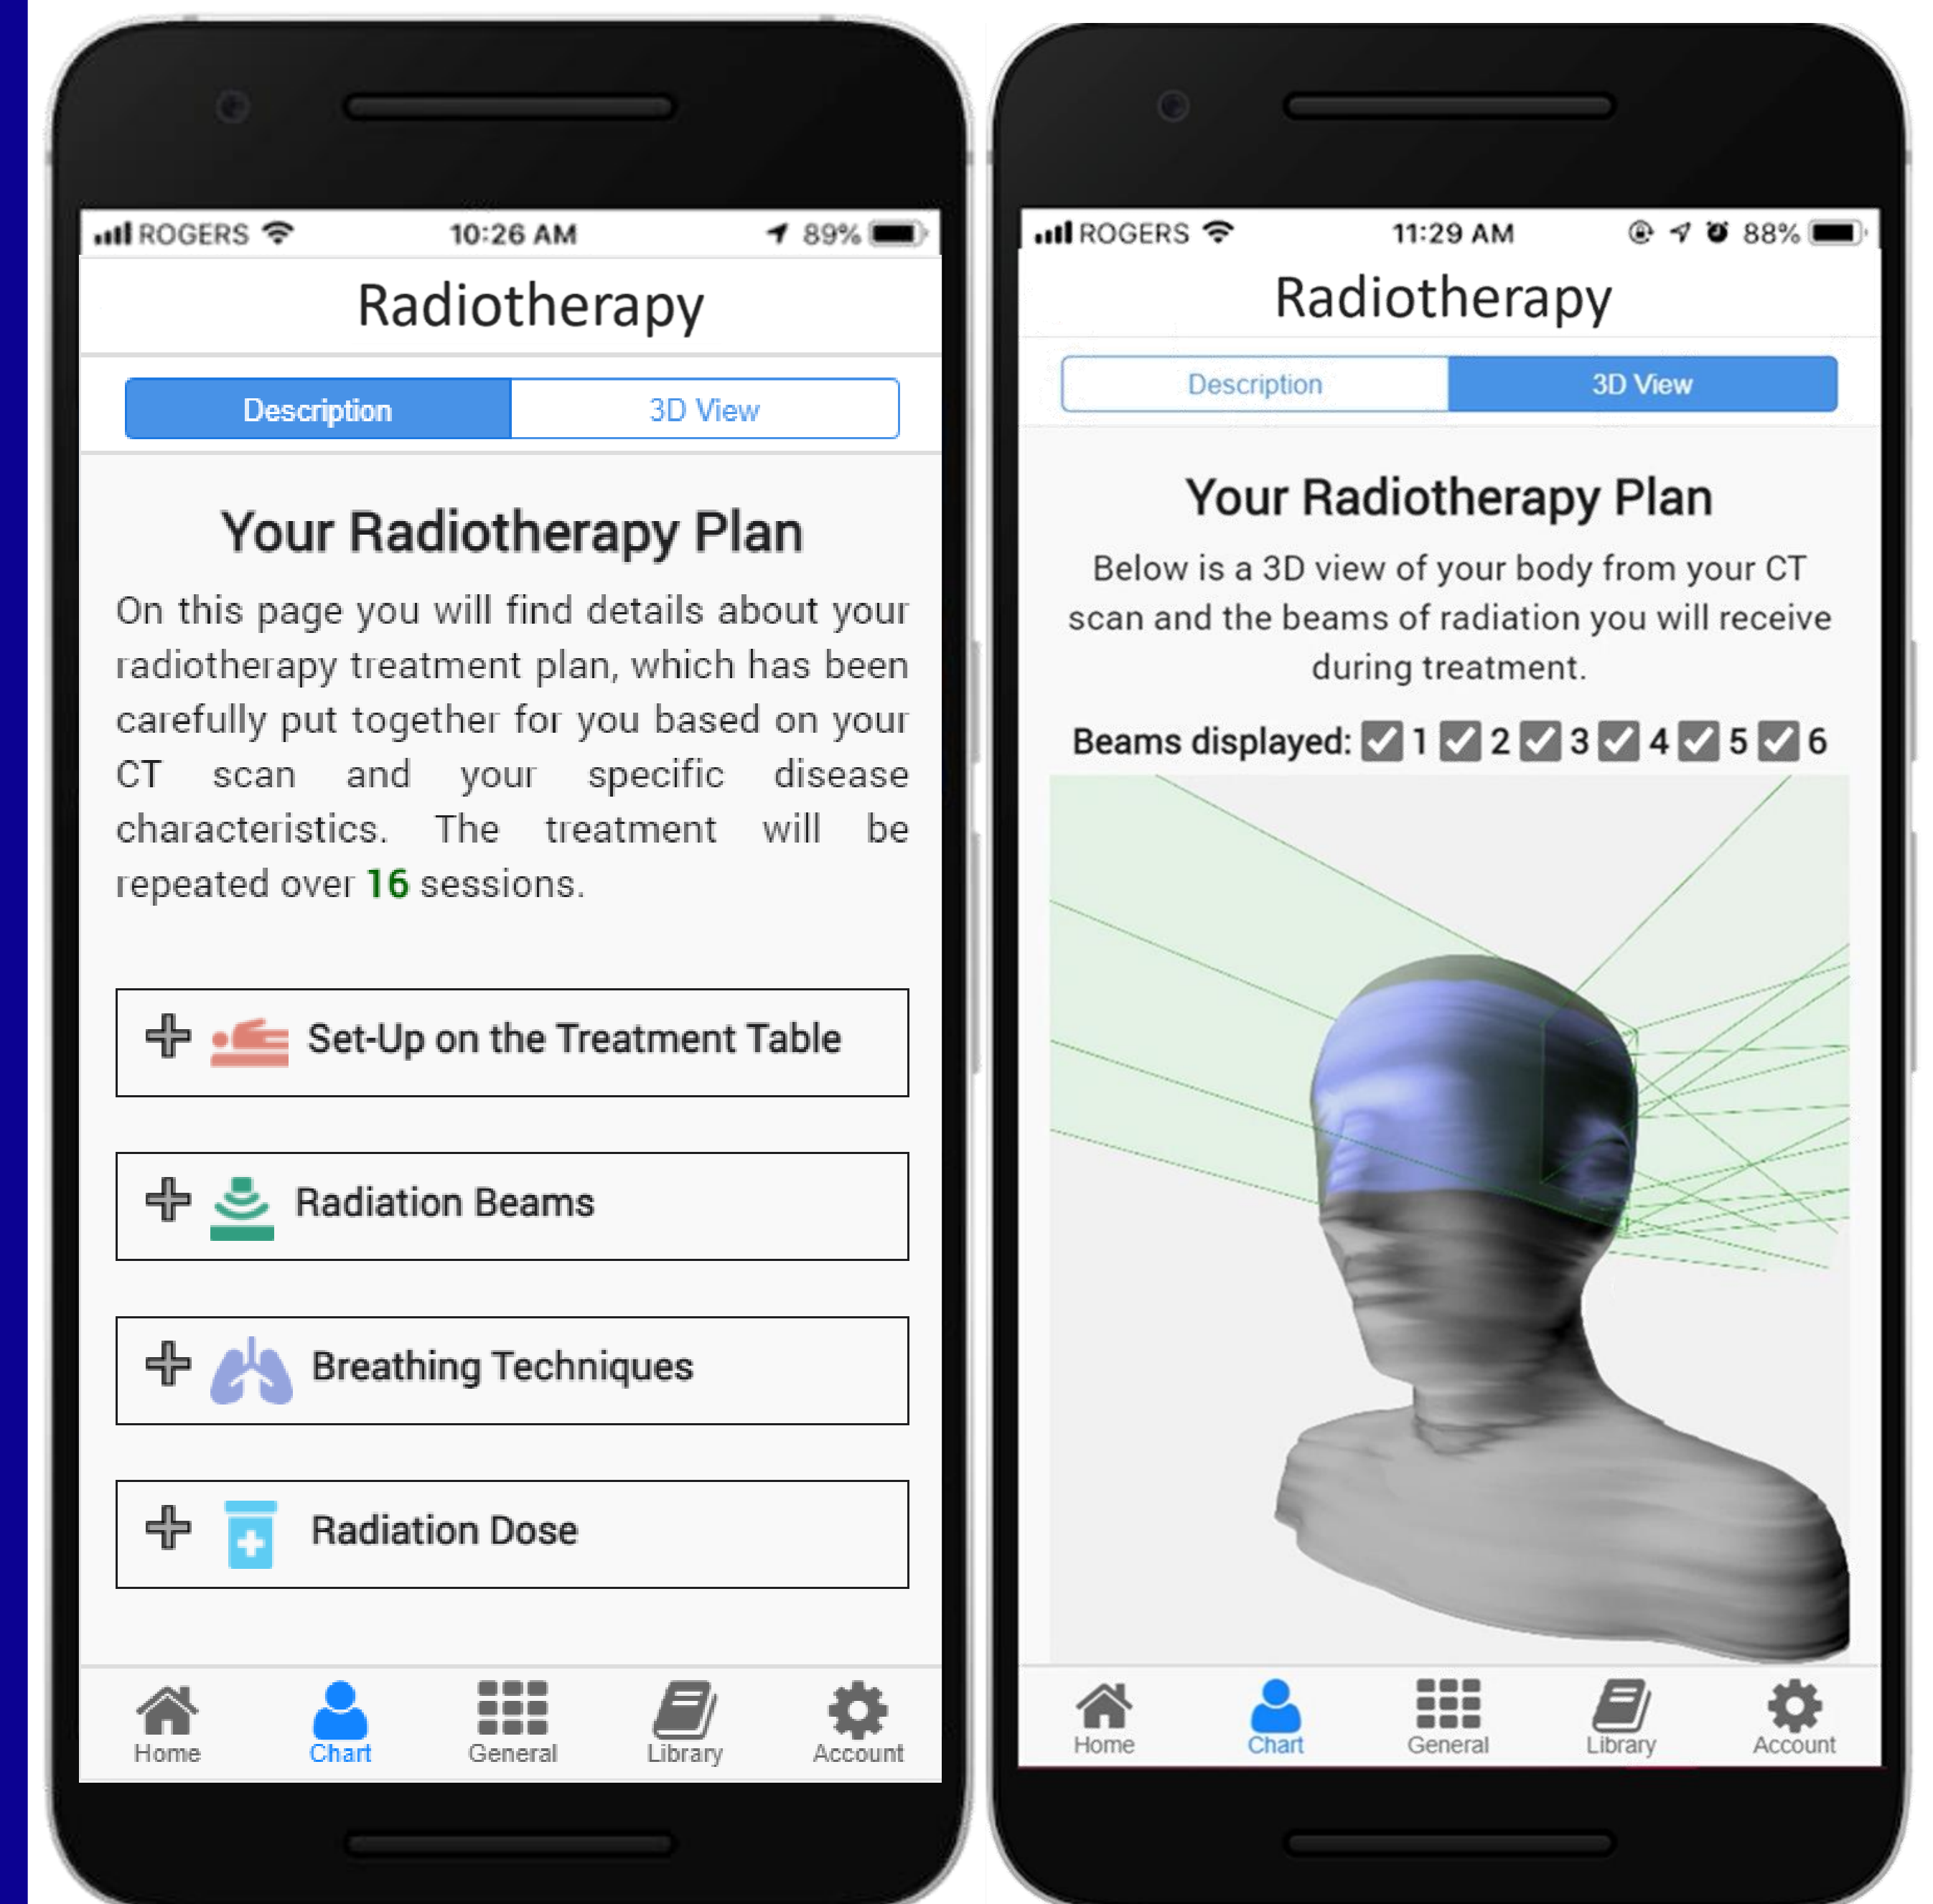 ROGERS 10:26 AM 89%
Radiotherapy
Description 3D View
Your Radiotherapy Plan
On this page you will find details about your
radiotherapy treatment plan, which has been
carefully put together for you based on your
CT scan and your specific disease
characteristics. The treatment will be
repeated over 16 sessions.
Set-Up on the Treatment Table
Radiation Beams
Breathing Techniques
Radiation Dose
Home Chart General Library Account
ROGERS 11:29 AM 88%
Radiotherapy
Description 3D View
Your Radiotherapy Plan
Below is a 3D view of your body from your CT
scan and the beams of radiation you will receive
during treatment.
Beams displayed: 1 2 3 4 5 6
Home Chart General Library Account